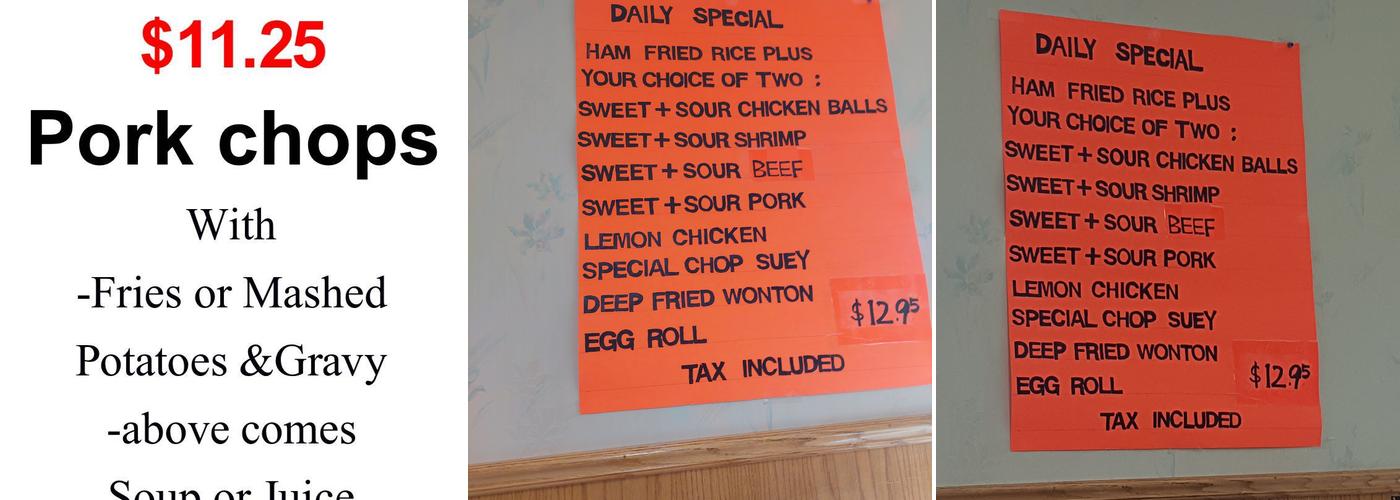 $11.25
Pork chops
With
-Fries or Mashed
Potatoes &Gravy
-above comes
Soup or Juice
DAILY SPECIAL
HAM FRIED RICE PLUS
YOUR CHOICE OF TWO :
SWEET + SOUR CHICKEN BALLS
SWEET + SOUR SHRIMP
SWEET + SOUR BEEF
SWEET + SOUR PORK
LEMON CHICKEN
SPECIAL CHOP SUEY
DEEP FRIED WONTON
$12.95
EGG ROLL
TAX INCLUDED
DAILY SPECIAL
HAM FRIED RICE PLUS
YOUR CHOICE OF TWO :
SWEET + SOUR CHICKEN BALLS
SWEET + SOUR SHRIMP
SWEET + SOUR BEEF
SWEET + SOUR PORK
LEMON CHICKEN
SPECIAL CHOP SUEY
DEEP FRIED WONTON
$12.95
EGG ROLL
TAX INCLUDED